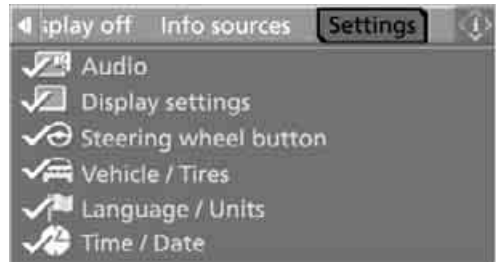 splay off Info sources Settings
Audio
Display settings
Steering wheel button
Vehicle / Tires
Language / Units
Time / Date